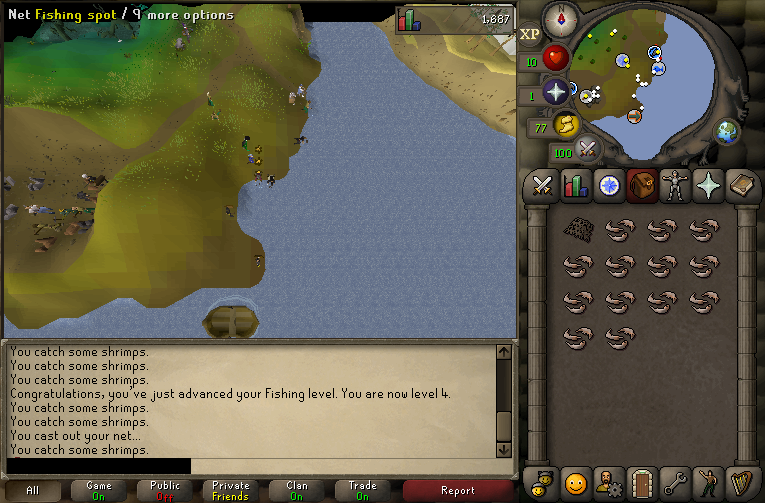 Net Fishing spot / 9 more options
1,687
XP
10
1
77
100
You catch some shrimps.
You catch some shrimps.
You catch some shrimps.
Congratulations, you've just advanced your Fishing level. You are now level 4.
You catch some shrimps.
You catch some shrimps.
You cast out your net...
You catch some shrimps.
All
Game
On
Public
Off
Private
Friends
Clan
On
Trade
On
Report